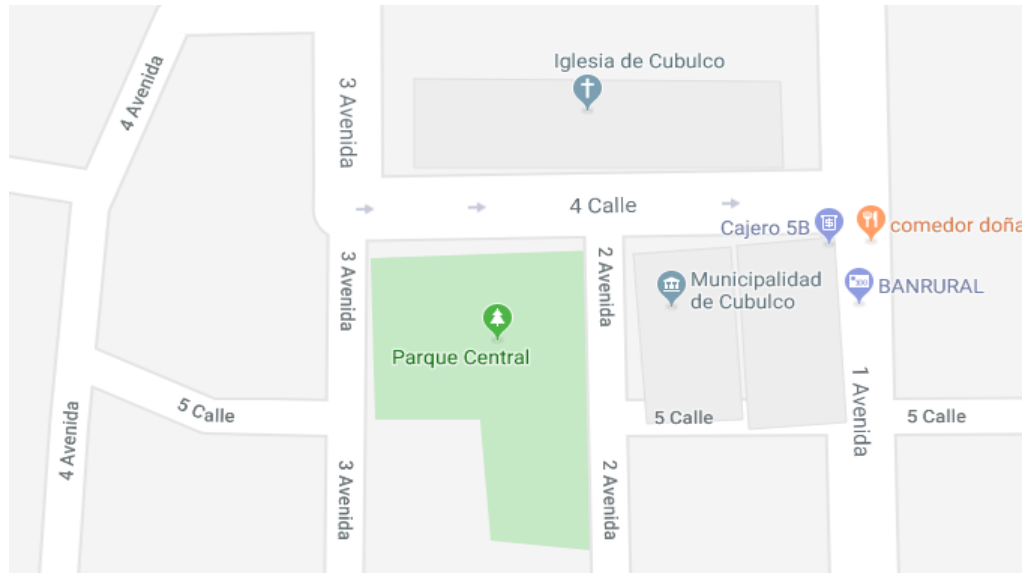 Iglesia de Cubulco
4 Avenida
3 Avenida
4 Calle
Cajero 5B
comedor doña
3 Avenida
2 Avenida
Municipalidad
de Cubulco
BANRURAL
Parque Central
1 Avenida
5 Calle
5 Calle
5 Calle
4 Avenida
3 Avenida
2 Avenida